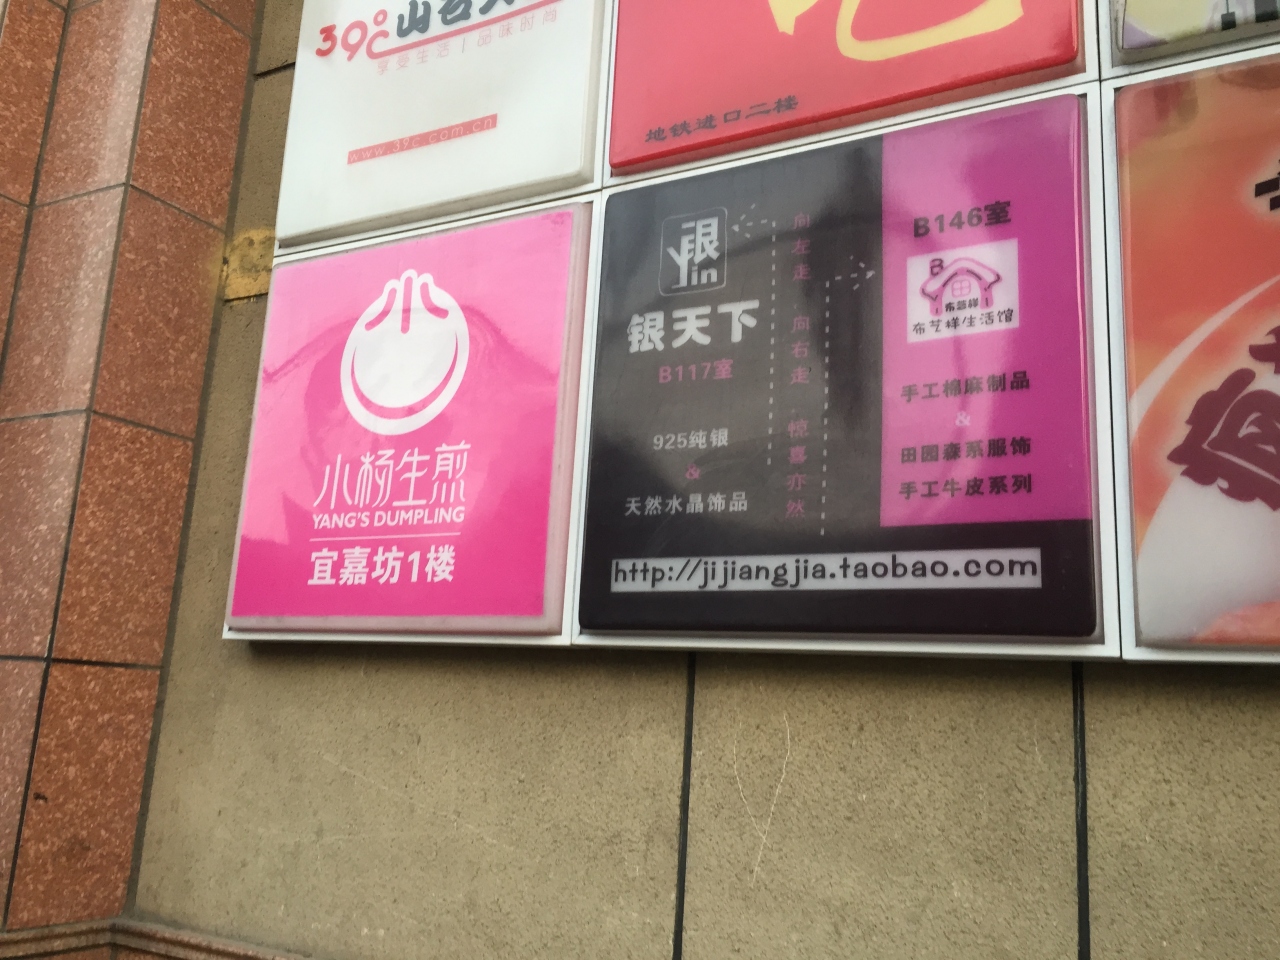 39℃
享受生活 | 品味时尚
www.39c.com.cn
地铁进口二楼
小杨生煎
YANG'S DUMPLING
宜嘉坊1楼
银
Yin
银天下
B117室
925纯银
&
天然水晶饰品
向左走 向右走 惊喜亦然
B146室
B
布艺样
布艺样生活馆
手工棉麻制品
&
田园森系服饰
手工牛皮系列
http://jijiangjia.taobao.com